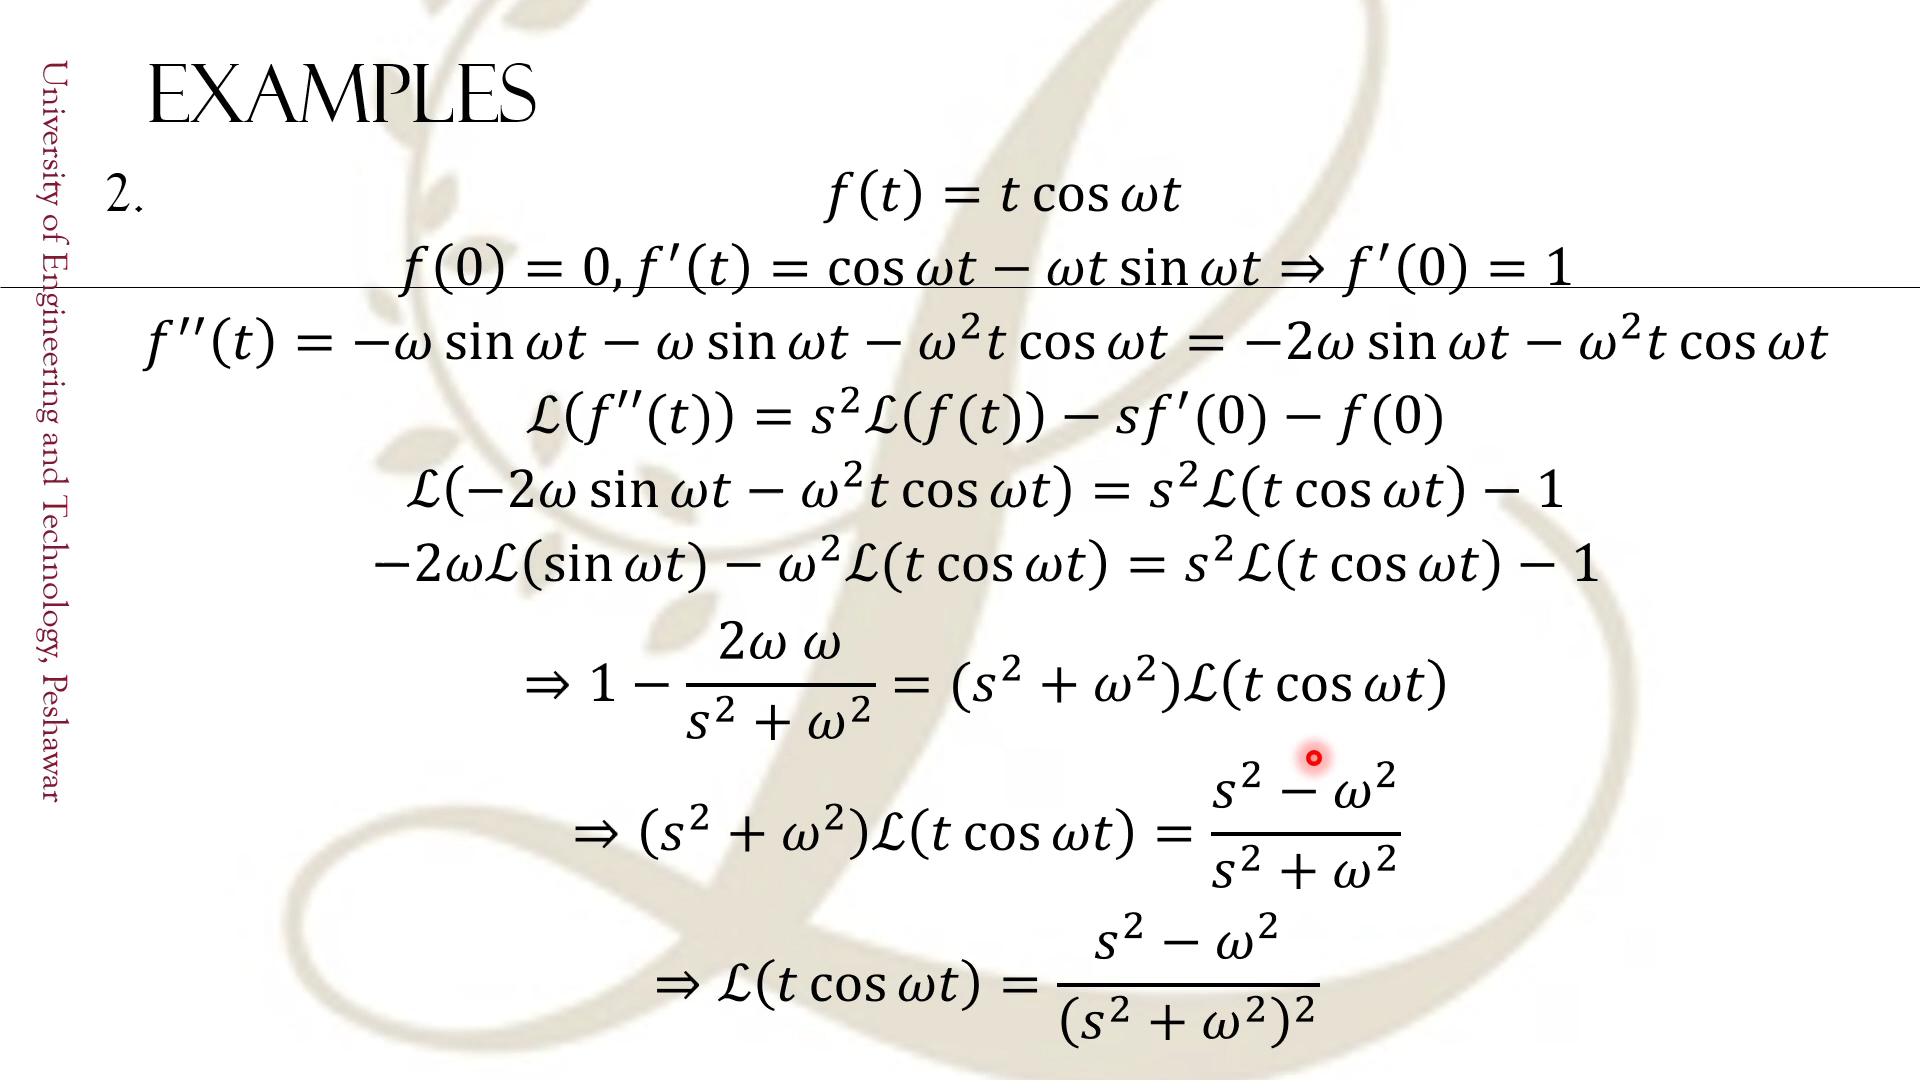 University of Engineering and Technology, Peshawar
EXAMPLES
2. f(t) = t cos ωt
f(0) = 0, f′(t) = cos ωt − ωt sin ωt ⇒ f′(0) = 1
f′′(t) = −ω sin ωt − ω sin ωt − ω²t cos ωt = −2ω sin ωt − ω²t cos ωt
ℒ(f′′(t)) = s²ℒ(f(t)) − sf′(0) − f(0)
ℒ(−2ω sin ωt − ω²t cos ωt) = s²ℒ(t cos ωt) − 1
−2ωℒ(sin ωt) − ω²ℒ(t cos ωt) = s²ℒ(t cos ωt) − 1
⇒ 1 − (2ω ω)/(s² + ω²) = (s² + ω²)ℒ(t cos ωt)
⇒ (s² + ω²)ℒ(t cos ωt) = (s² − ω²)/(s² + ω²)
⇒ ℒ(t cos ωt) = (s² − ω²)/(s² + ω²)²